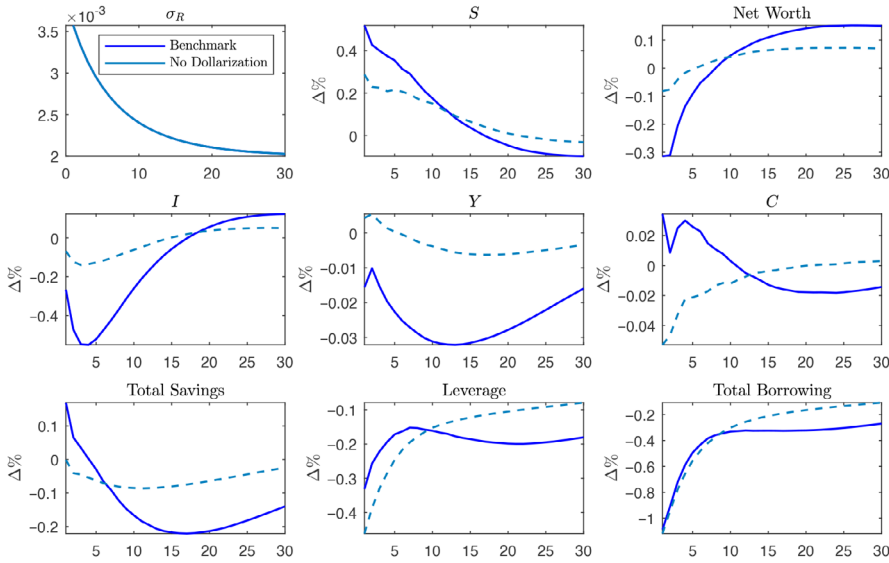 σ_R
×10⁻³
3.5
3
2.5
2
0 10 20 30
Benchmark
No Dollarization
S
Δ%
0.4
0.2
0
5 10 15 20 25 30
Net Worth
Δ%
0.1
0
−0.1
−0.2
−0.3
5 10 15 20 25 30
I
Δ%
0
−0.2
−0.4
5 10 15 20 25 30
Y
Δ%
0
−0.01
−0.02
−0.03
5 10 15 20 25 30
C
Δ%
0.02
0
−0.02
−0.04
5 10 15 20 25 30
Total Savings
Δ%
0.1
0
−0.1
−0.2
5 10 15 20 25 30
Leverage
Δ%
−0.1
−0.2
−0.3
−0.4
5 10 15 20 25 30
Total Borrowing
Δ%
−0.2
−0.4
−0.6
−0.8
−1
5 10 15 20 25 30